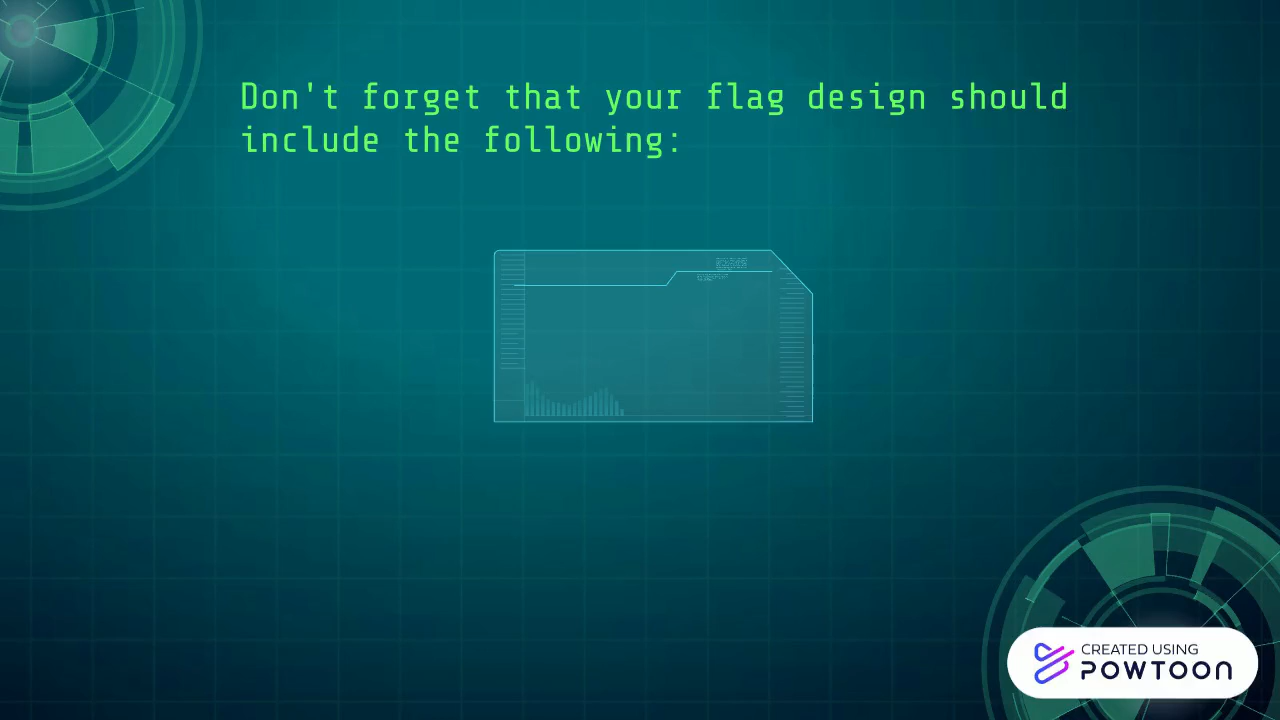 Don't forget that your flag design should
include the following:
CREATED USING
POWTOON